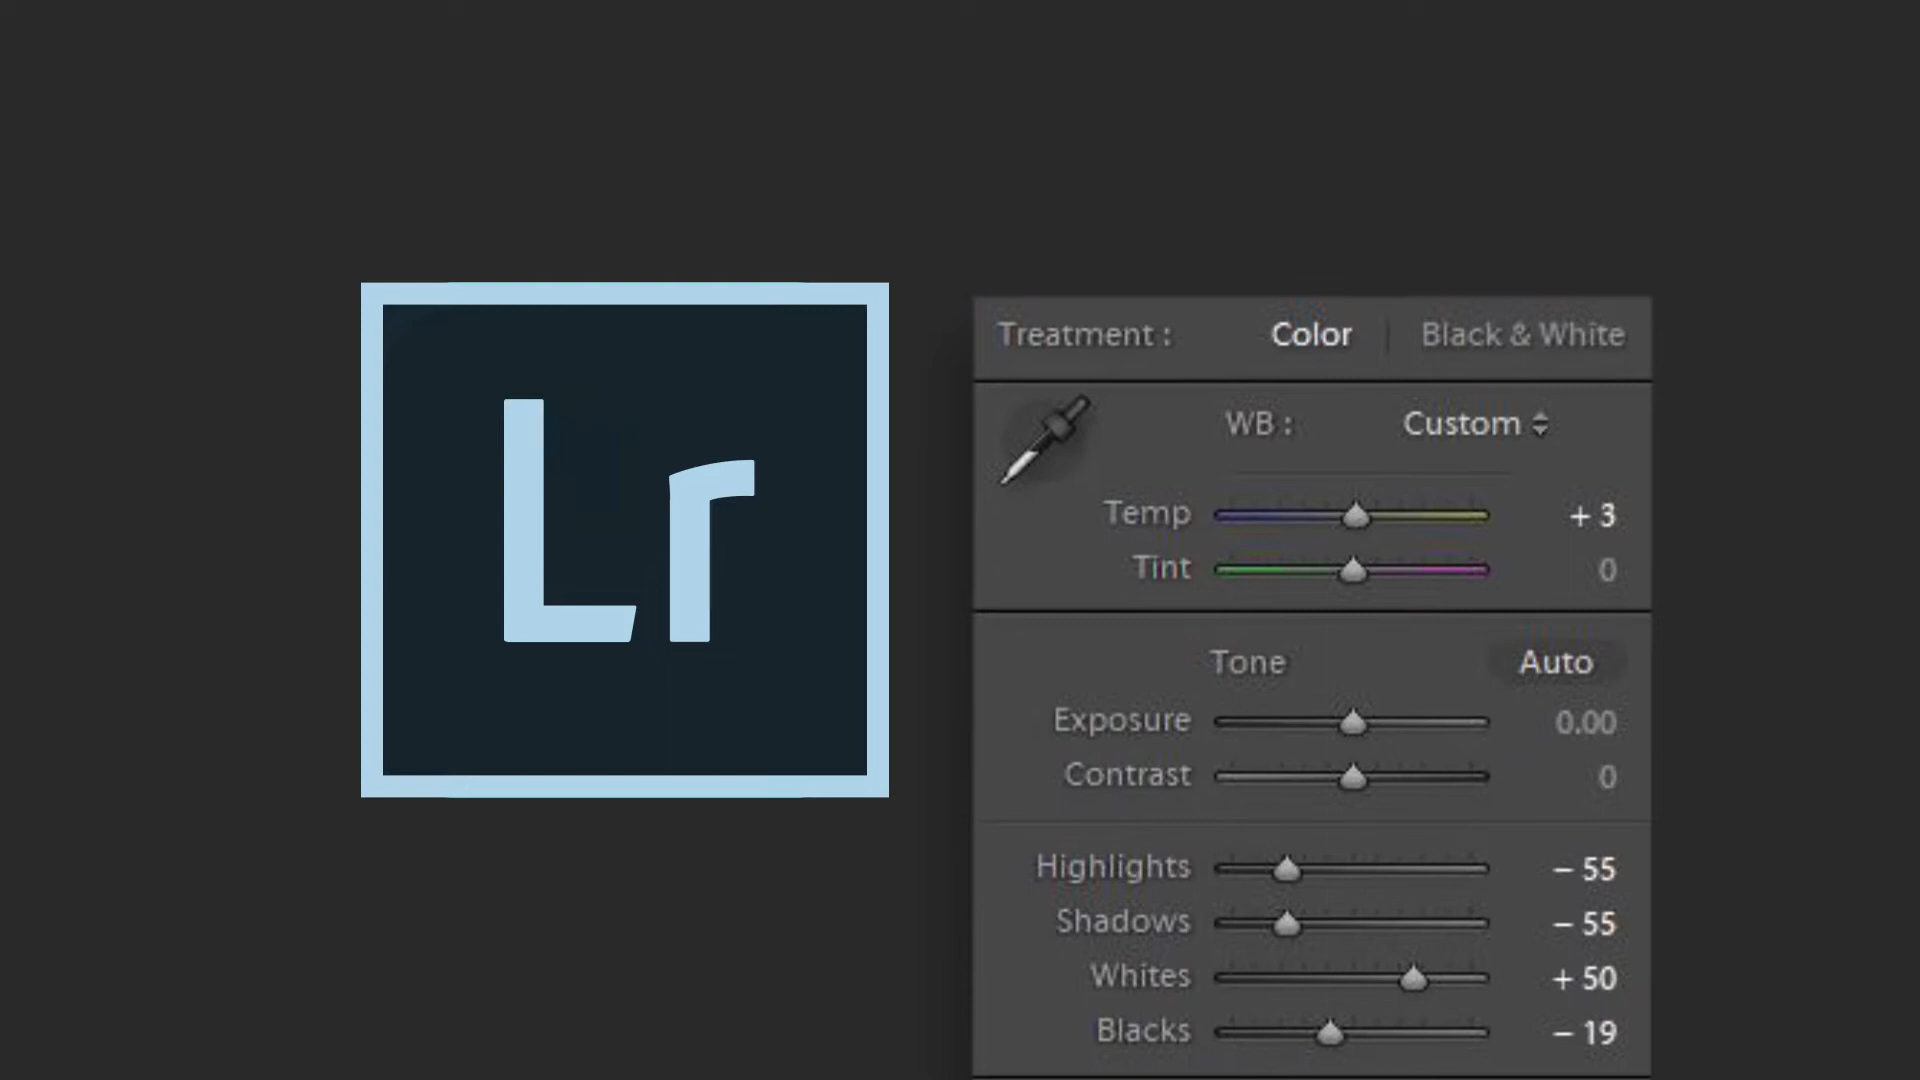 Lr
Treatment : Color Black & White
WB : Custom
Temp + 3
Tint 0
Tone Auto
Exposure 0.00
Contrast 0
Highlights – 55
Shadows – 55
Whites + 50
Blacks – 19